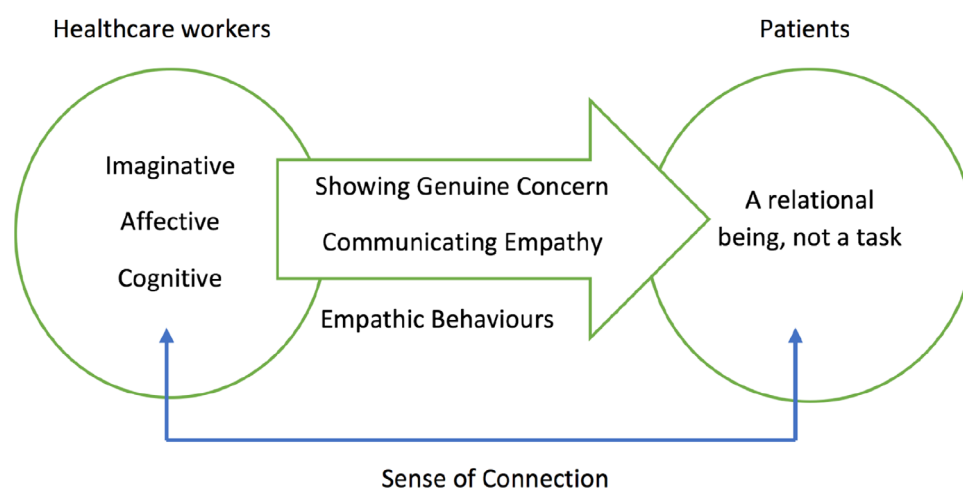 Healthcare workers
Patients
Imaginative
Affective
Cognitive
Showing Genuine Concern
Communicating Empathy
Empathic Behaviours
A relational
being, not a task
Sense of Connection